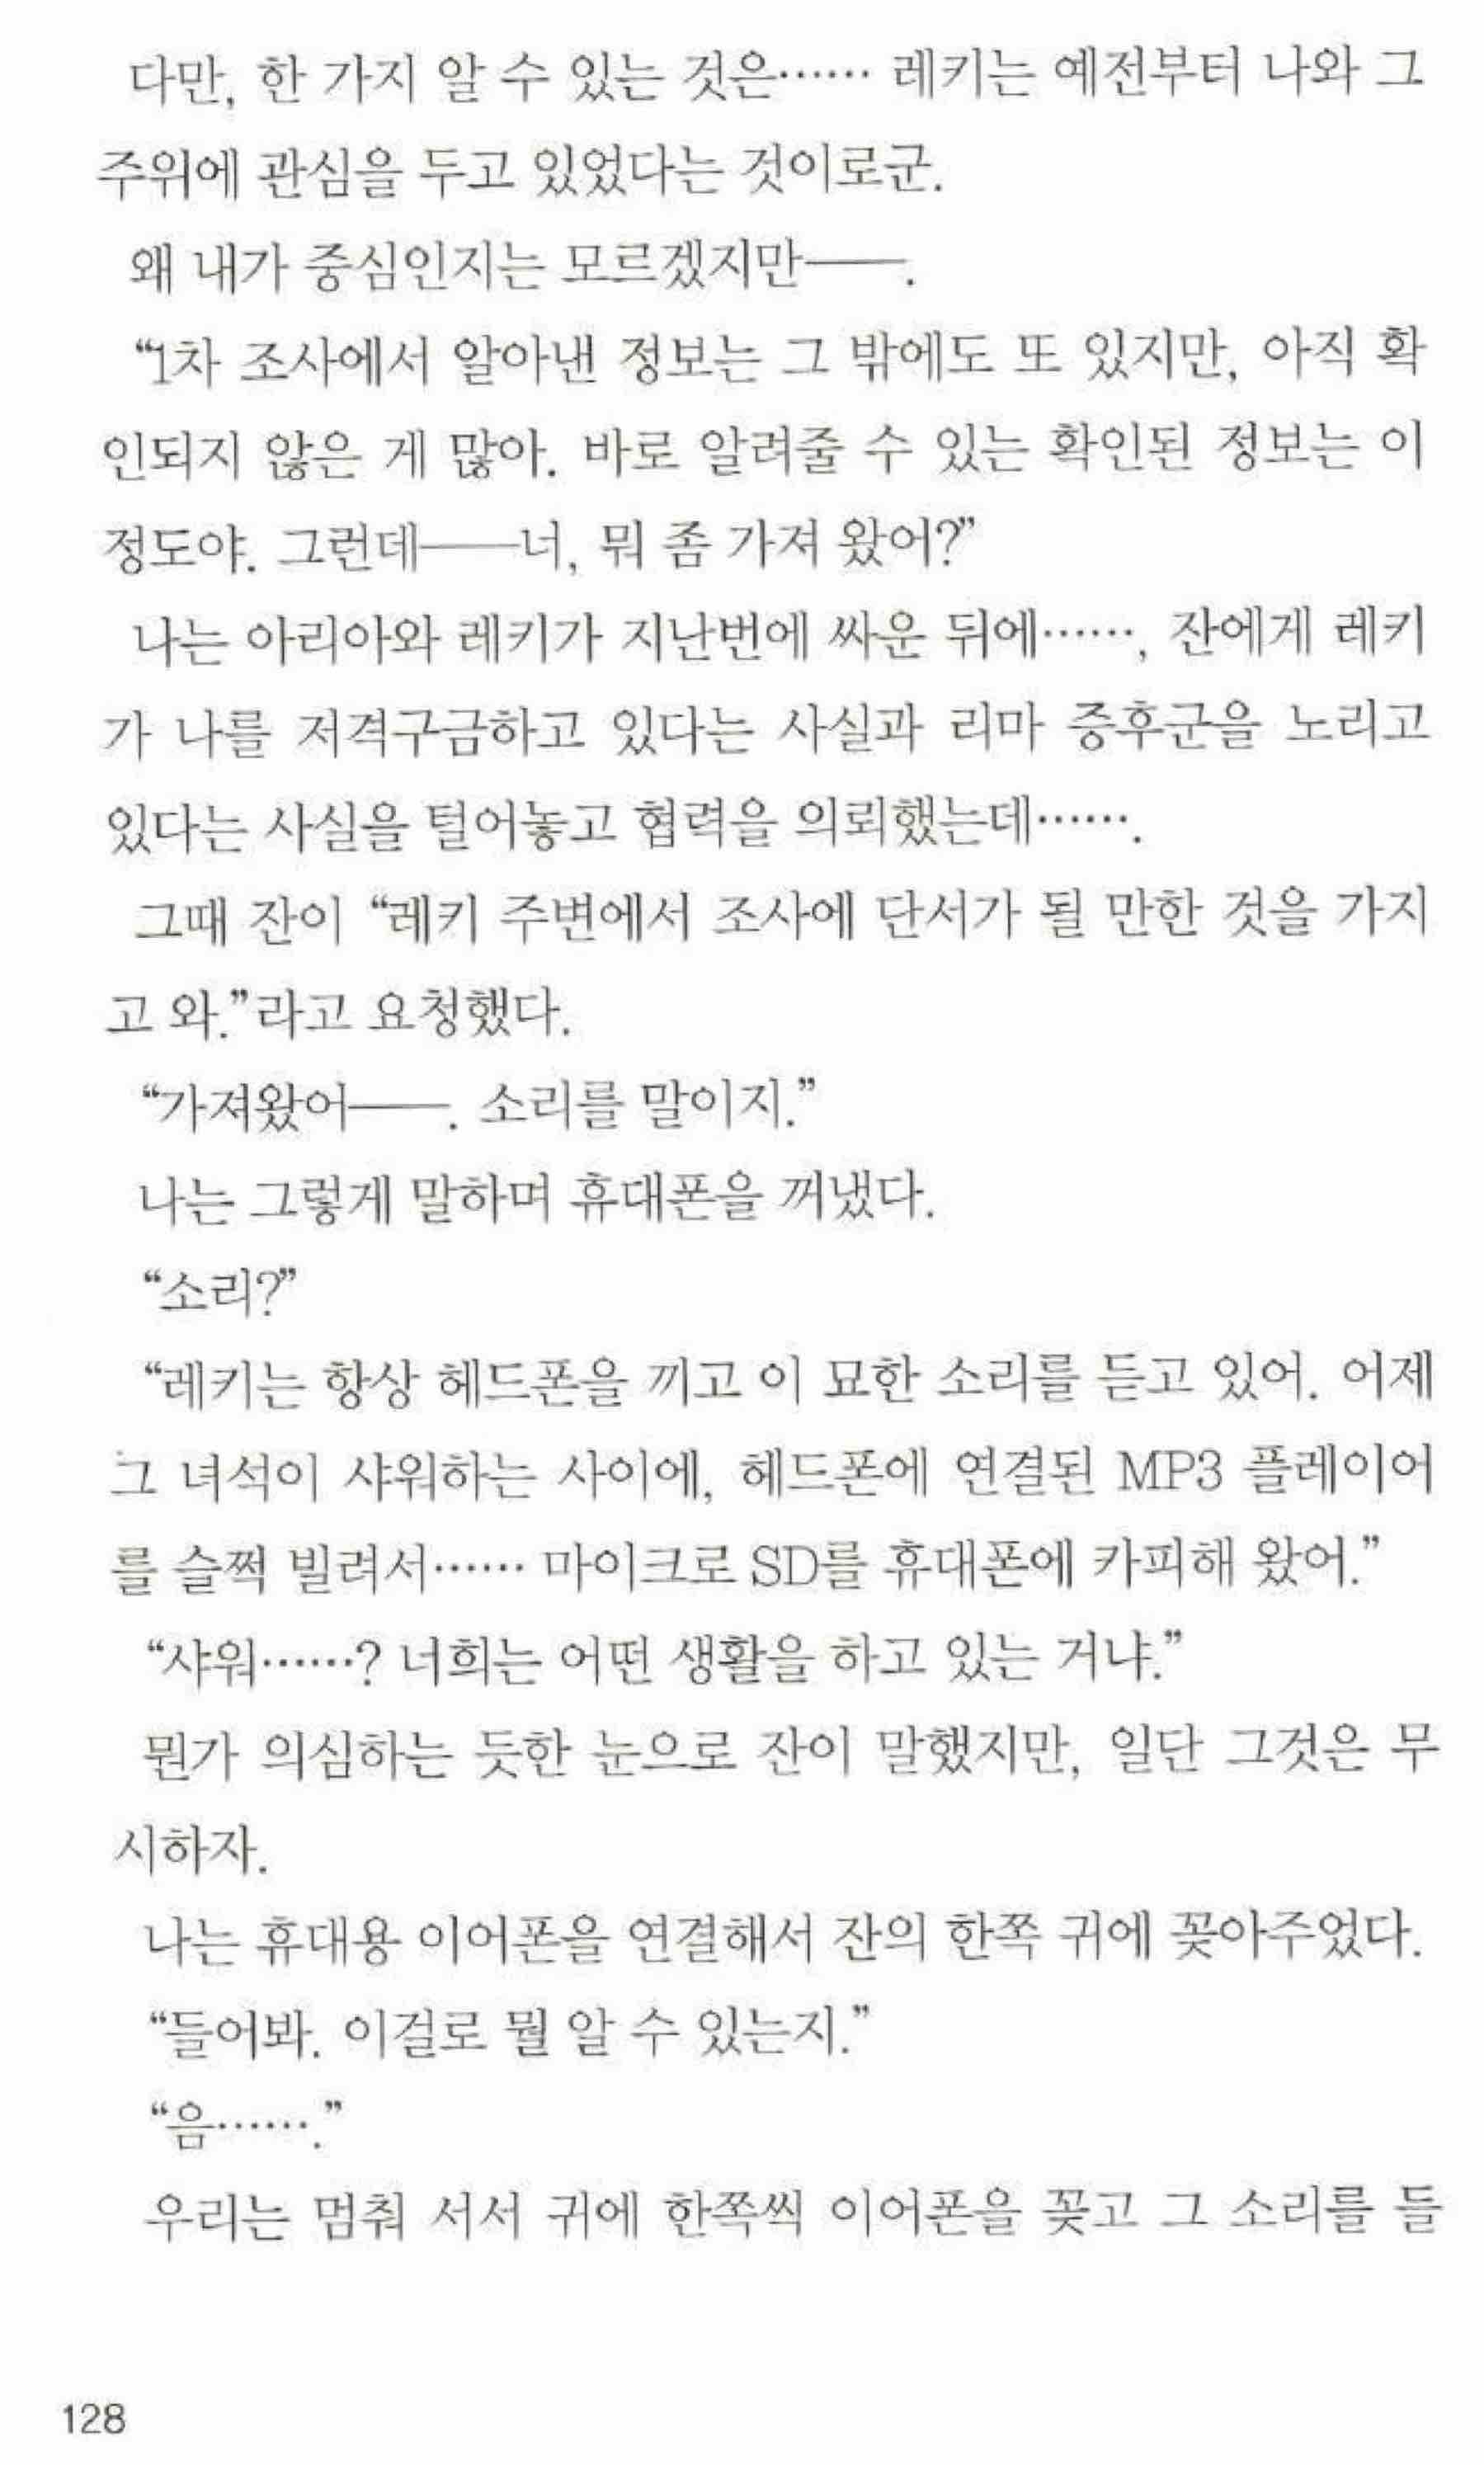 다만, 한 가지 알 수 있는 것은…… 레키는 예전부터 나와 그
주위에 관심을 두고 있었다는 것이로군.
왜 내가 중심인지는 모르겠지만――.
“1차 조사에서 알아낸 정보는 그 밖에도 또 있지만, 아직 확
인되지 않은 게 많아. 바로 알려줄 수 있는 확인된 정보는 이
정도야. 그런데――너, 뭐 좀 가져 왔어?”
나는 아리아와 레키가 지난번에 싸운 뒤에……, 잔에게 레키
가 나를 저격구금하고 있다는 사실과 리마 증후군을 노리고
있다는 사실을 털어놓고 협력을 의뢰했는데…….
그때 잔이 “레키 주변에서 조사에 단서가 될 만한 것을 가지
고 와.”라고 요청했다.
“가져왔어――. 소리를 말이지.”
나는 그렇게 말하며 휴대폰을 꺼냈다.
“소리?”
“레키는 항상 헤드폰을 끼고 이 묘한 소리를 듣고 있어. 어제
그 녀석이 샤워하는 사이에, 헤드폰에 연결된 MP3 플레이어
를 슬쩍 빌려서…… 마이크로 SD를 휴대폰에 카피해 왔어.”
“샤워……? 너희는 어떤 생활을 하고 있는 거냐.”
뭔가 의심하는 듯한 눈으로 잔이 말했지만, 일단 그것은 무
시하자.
나는 휴대용 이어폰을 연결해서 잔의 한쪽 귀에 꽂아주었다.
“들어봐. 이걸로 뭘 알 수 있는지.”
“음…….”
우리는 멈춰 서서 귀에 한쪽씩 이어폰을 꽂고 그 소리를 들
128